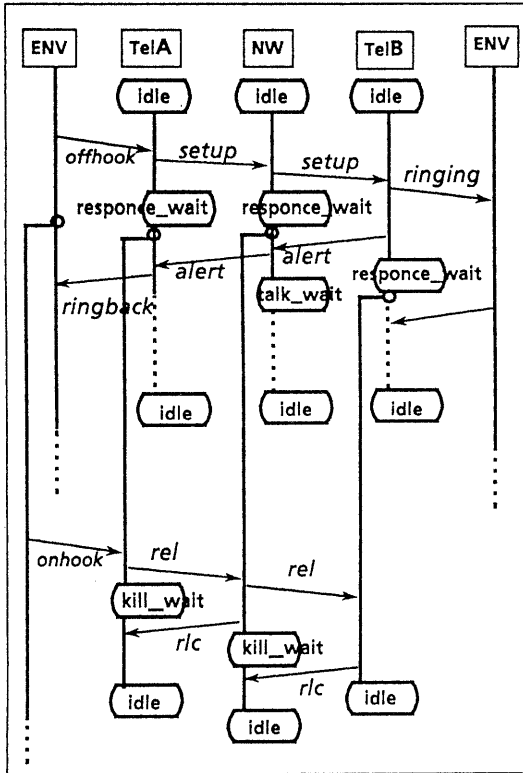 ENV TelA NW TelB ENV
idle idle idle
offhook setup setup ringing
responce_wait responce_wait
alert alert
responce_wait
ringback talk_wait
idle idle idle
onhook rel rel
kill_wait
rlc kill_wait
rlc
idle idle idle